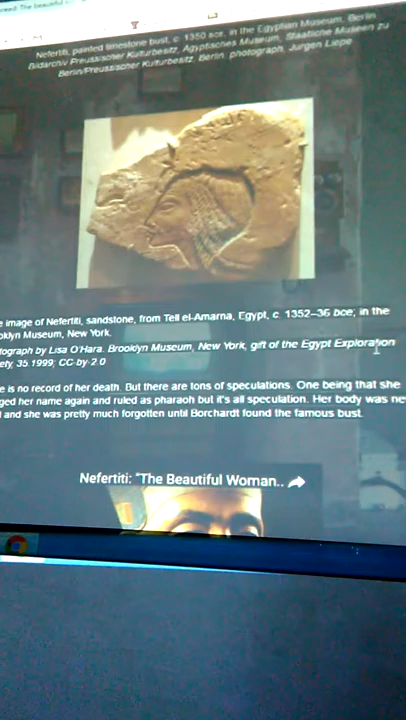 Nefertiti, painted limestone bust, c. 1350 BCE, in the Egyptian Museum, Berlin.
Bildarchiv Preussischer Kulturbesitz, Agyptisches Museum, Staatliche Museen zu
Berlin/Preussischer Kulturbesitz, Berlin; photograph, Jurgen Liepe
e image of Nefertiti, sandstone, from Tell el-Amarna, Egypt, c. 1352–36 bce; in the
oklyn Museum, New York.
tograph by Lisa O'Hara. Brooklyn Museum, New York, gift of the Egypt Exploration
ety, 35.1999, CC-by-2.0
e is no record of her death. But there are tons of speculations. One being that she
ged her name again and ruled as pharaoh but it's all speculation. Her body was ne
and she was pretty much forgotten until Borchardt found the famous bust.
Nefertiti: "The Beautiful Woman..